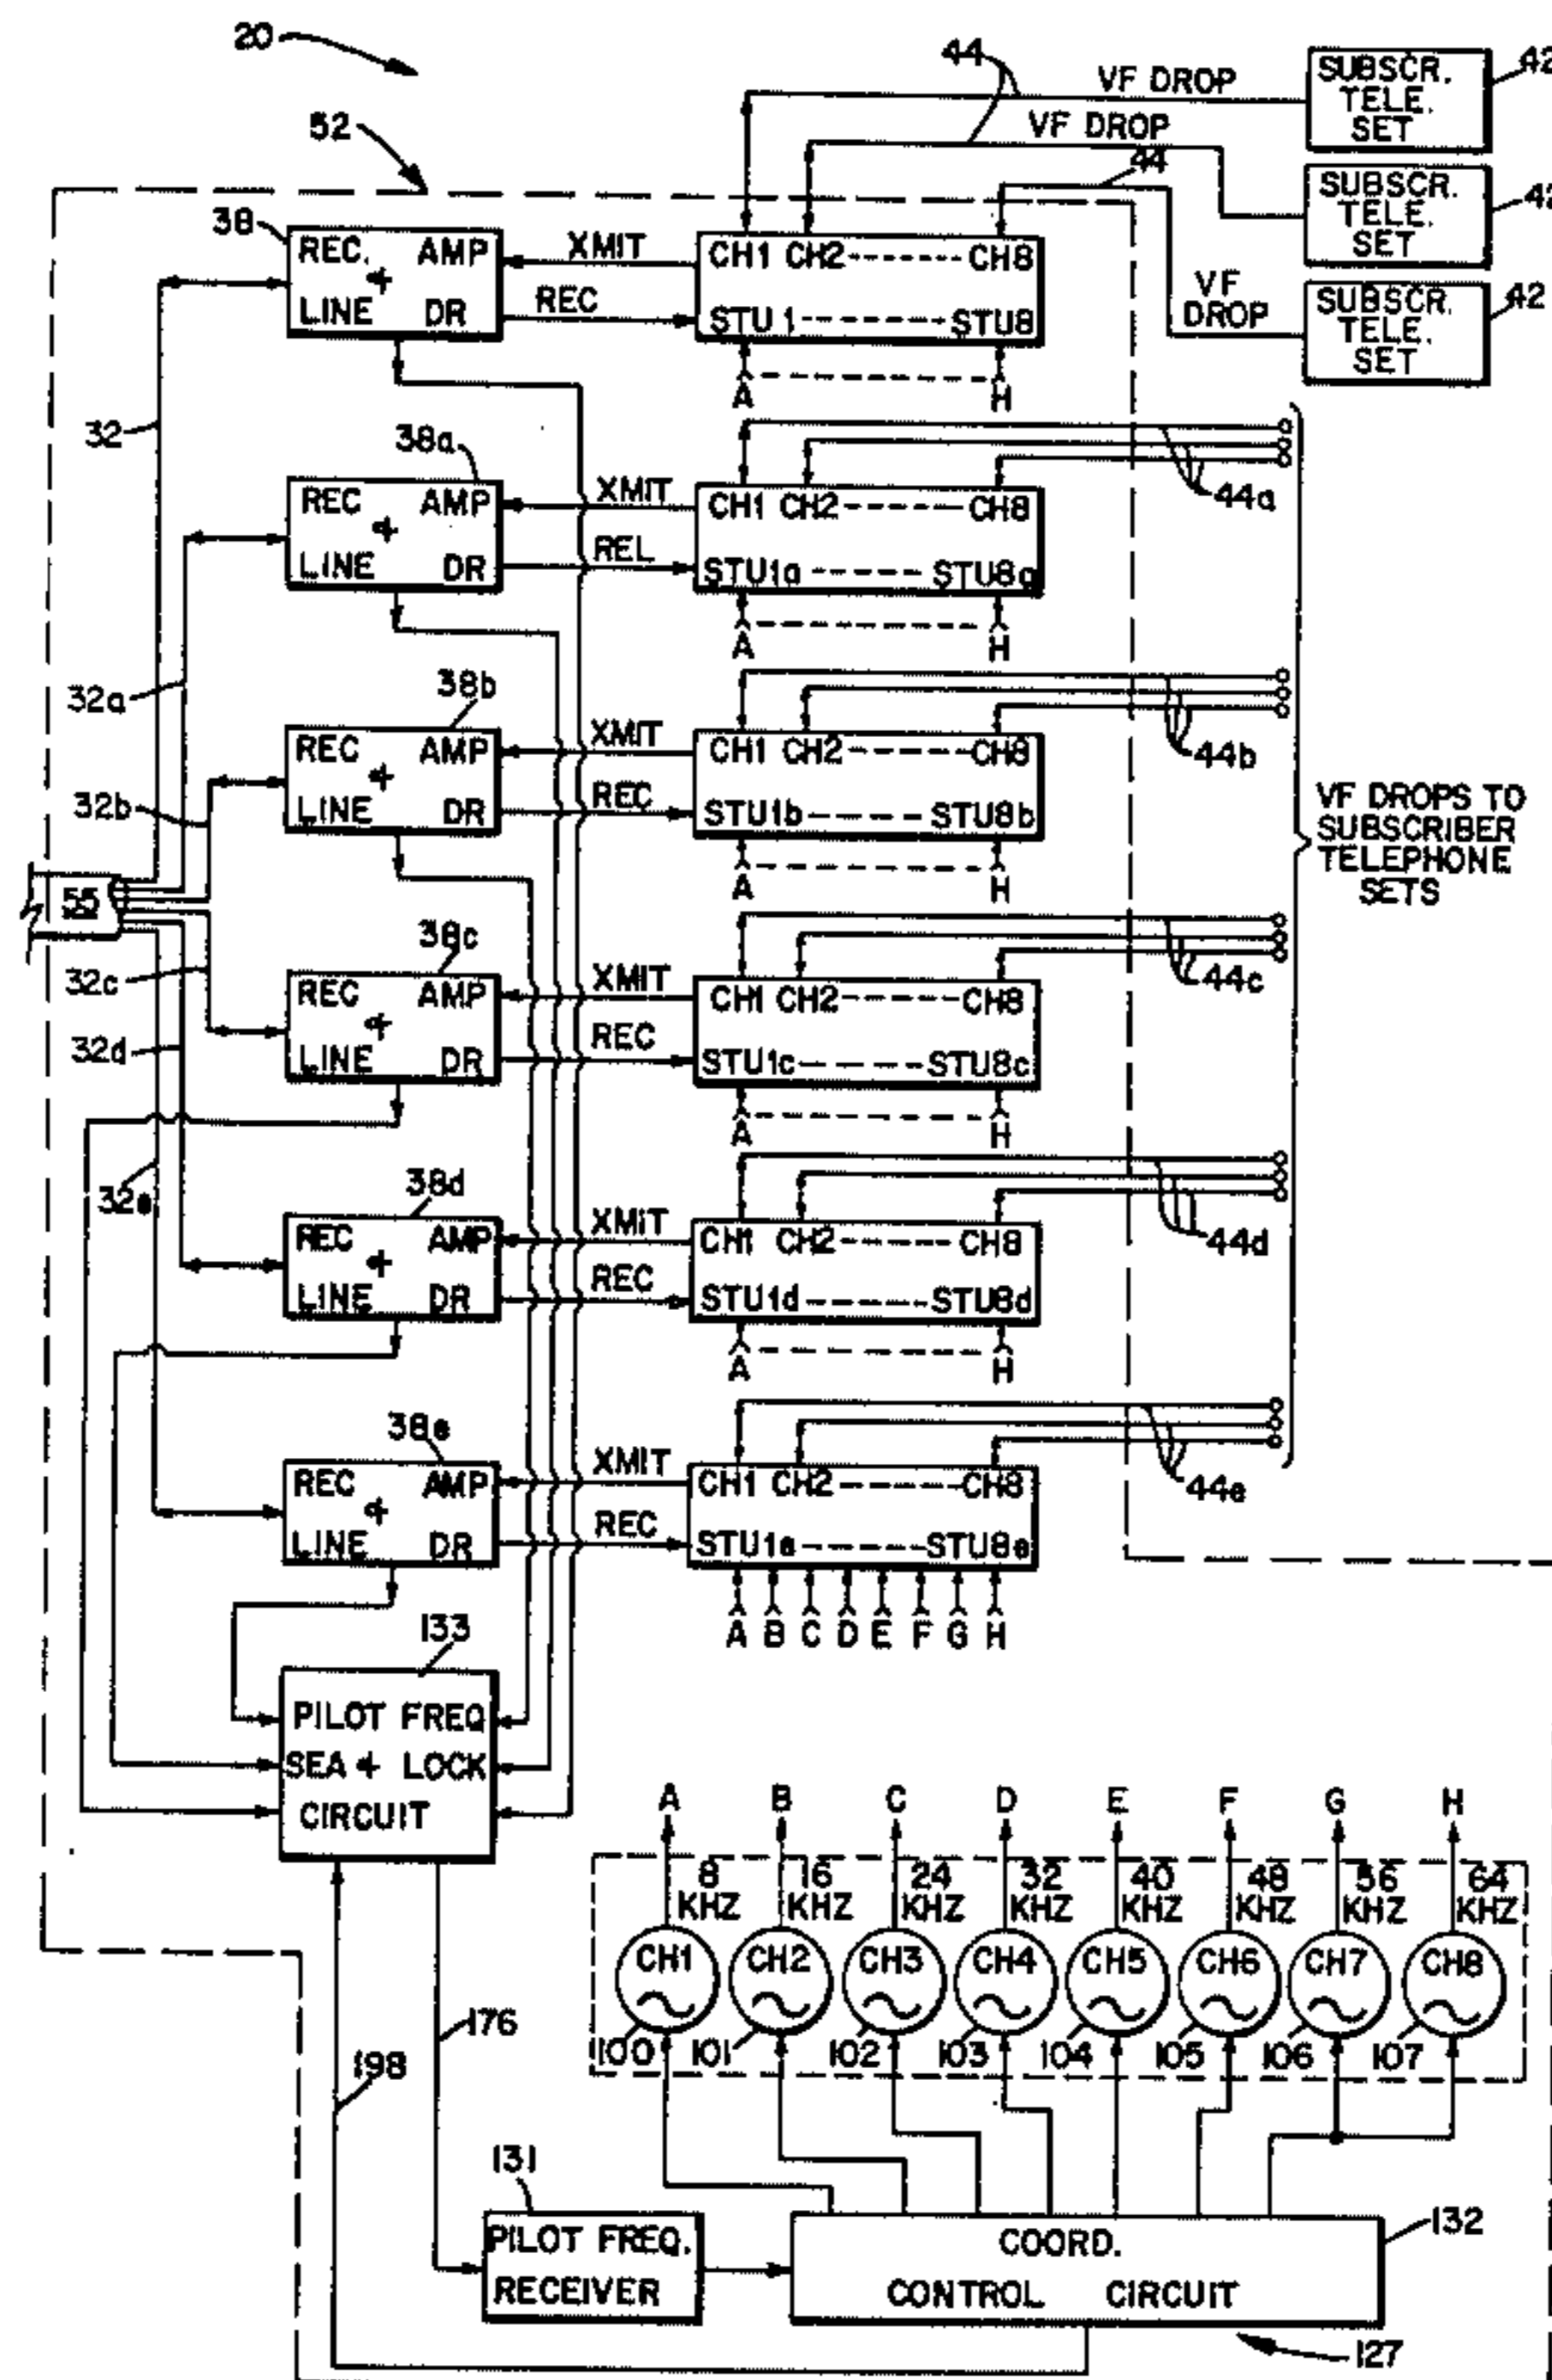 20
44
VF DROP
SUBSCR.
TELE.
SET
42
52
VF DROP
44
SUBSCR.
TELE.
SET
42
38
REC. AMP
+
LINE DR
XMIT
REC
CH1 CH2 CH8
STU1 STU8
VF
DROP
SUBSCR.
TELE.
SET
42
A H
32
38a
44a
REC AMP
+
LINE DR
XMIT
REL
CH1 CH2 CH8
STU1a STU8a
A H
32a
38b
44b
REC AMP
+
LINE DR
XMIT
REC
CH1 CH2 CH8
STU1b STU8b
VF DROPS TO
SUBSCRIBER
TELEPHONE
SETS
32b
A H
55
38c
44c
32c
REC AMP
+
LINE DR
XMIT
REC
CH1 CH2 CH8
STU1c STU8c
32d
A H
38d
32e
44d
REC AMP
+
LINE DR
XMIT
REC
CH1 CH2 CH8
STU1d STU8d
A H
38e
44e
REC AMP
+
LINE DR
XMIT
REC
CH1 CH2 CH8
STU1e STU8e
A B C D E F G H
133
PILOT FREQ
SEA + LOCK
CIRCUIT
A B C D E F G H
8 16 24 32 40 48 56 64
KHZ KHZ KHZ KHZ KHZ KHZ KHZ KHZ
CH1 CH2 CH3 CH4 CH5 CH6 CH7 CH8
100 101 102 103 104 105 106 107
176
198
131
PILOT FREQ.
RECEIVER
COORD.
CONTROL CIRCUIT
132
127